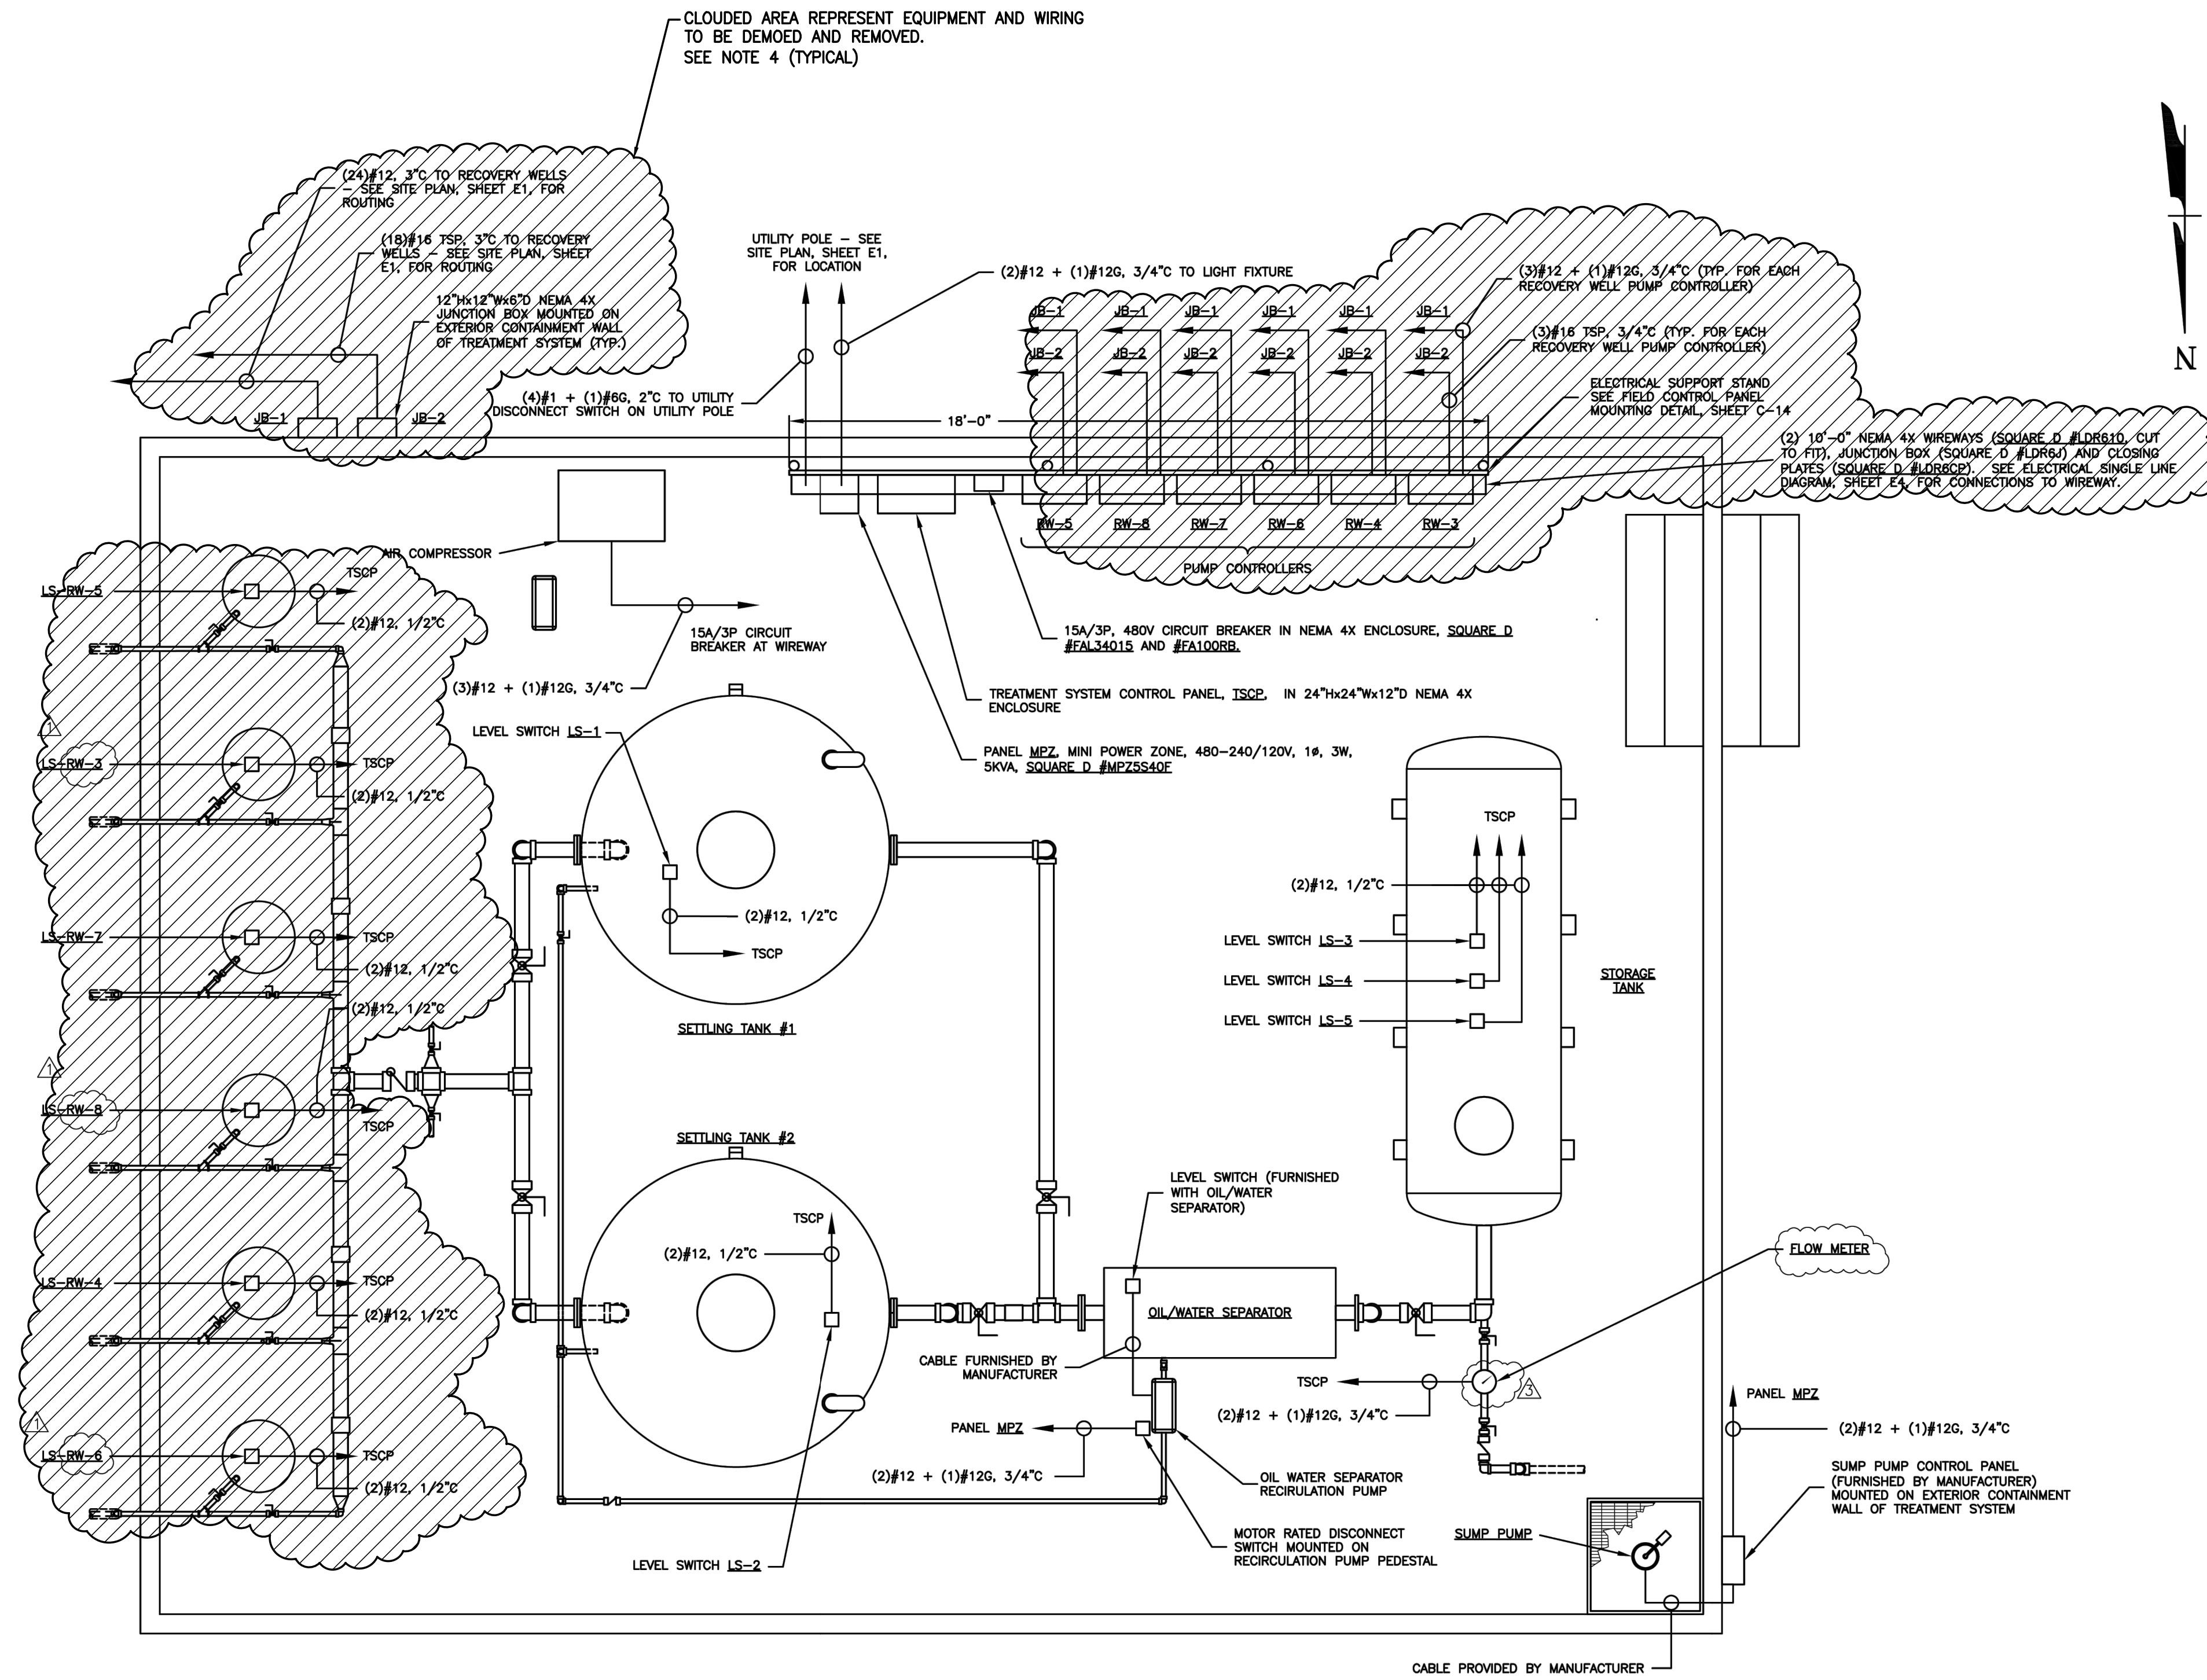 CLOUDED AREA REPRESENT EQUIPMENT AND WIRING
TO BE DEMOED AND REMOVED.
SEE NOTE 4 (TYPICAL)
(24)#12, 3"C TO RECOVERY WELLS
– SEE SITE PLAN, SHEET E1, FOR
ROUTING
(18)#16 TSP, 3"C TO RECOVERY
WELLS – SEE SITE PLAN, SHEET
E1, FOR ROUTING
12"Hx12"Wx6"D NEMA 4X
JUNCTION BOX MOUNTED ON
EXTERIOR CONTAINMENT WALL
OF TREATMENT SYSTEM (TYP.)
JB-1
JB-2
UTILITY POLE – SEE
SITE PLAN, SHEET E1,
FOR LOCATION
(2)#12 + (1)#12G, 3/4"C TO LIGHT FIXTURE
(4)#1 + (1)#6G, 2"C TO UTILITY
DISCONNECT SWITCH ON UTILITY POLE
18'-0"
JB-1
JB-1
JB-1
JB-1
JB-1
JB-1
JB-2
JB-2
JB-2
JB-2
JB-2
JB-2
(3)#12 + (1)#12G, 3/4"C (TYP. FOR EACH
RECOVERY WELL PUMP CONTROLLER)
(3)#16 TSP, 3/4"C (TYP. FOR EACH
RECOVERY WELL PUMP CONTROLLER)
ELECTRICAL SUPPORT STAND
SEE FIELD CONTROL PANEL
MOUNTING DETAIL, SHEET C-14
(2) 10'-0" NEMA 4X WIREWAYS (SQUARE D #LDR610, CUT
TO FIT), JUNCTION BOX (SQUARE D #LDR6J) AND CLOSING
PLATES (SQUARE D #LDR6CP). SEE ELECTRICAL SINGLE LINE
DIAGRAM, SHEET E4, FOR CONNECTIONS TO WIREWAY.
N
RW-5
RW-8
RW-7
RW-6
RW-4
RW-3
PUMP CONTROLLERS
AIR COMPRESSOR
15A/3P CIRCUIT
BREAKER AT WIREWAY
(3)#12 + (1)#12G, 3/4"C
15A/3P, 480V CIRCUIT BREAKER IN NEMA 4X ENCLOSURE, SQUARE D
#FAL34015 AND #FA100RB.
TREATMENT SYSTEM CONTROL PANEL, TSCP, IN 24"Hx24"Wx12"D NEMA 4X
ENCLOSURE
PANEL MPZ, MINI POWER ZONE, 480-240/120V, 1ø, 3W,
5KVA, SQUARE D #MPZ5S40F
LS-RW-5
TSCP
(2)#12, 1/2"C
1
LS-RW-3
TSCP
(2)#12, 1/2"C
LS-RW-7
TSCP
(2)#12, 1/2"C
(2)#12, 1/2"C
1
LS-RW-8
TSCP
LS-RW-4
TSCP
(2)#12, 1/2"C
1
LS-RW-6
TSCP
(2)#12, 1/2"C
LEVEL SWITCH LS-1
(2)#12, 1/2"C
TSCP
SETTLING TANK #1
SETTLING TANK #2
TSCP
(2)#12, 1/2"C
LEVEL SWITCH LS-2
TSCP
(2)#12, 1/2"C
LEVEL SWITCH LS-3
LEVEL SWITCH LS-4
LEVEL SWITCH LS-5
STORAGE
TANK
LEVEL SWITCH (FURNISHED
WITH OIL/WATER
SEPARATOR)
OIL/WATER SEPARATOR
CABLE FURNISHED BY
MANUFACTURER
FLOW METER
TSCP
3
(2)#12 + (1)#12G, 3/4"C
PANEL MPZ
(2)#12 + (1)#12G, 3/4"C
OIL WATER SEPARATOR
RECIRULATION PUMP
MOTOR RATED DISCONNECT
SWITCH MOUNTED ON
RECIRCULATION PUMP PEDESTAL
SUMP PUMP
PANEL MPZ
(2)#12 + (1)#12G, 3/4"C
SUMP PUMP CONTROL PANEL
(FURNISHED BY MANUFACTURER)
MOUNTED ON EXTERIOR CONTAINMENT
WALL OF TREATMENT SYSTEM
CABLE PROVIDED BY MANUFACTURER